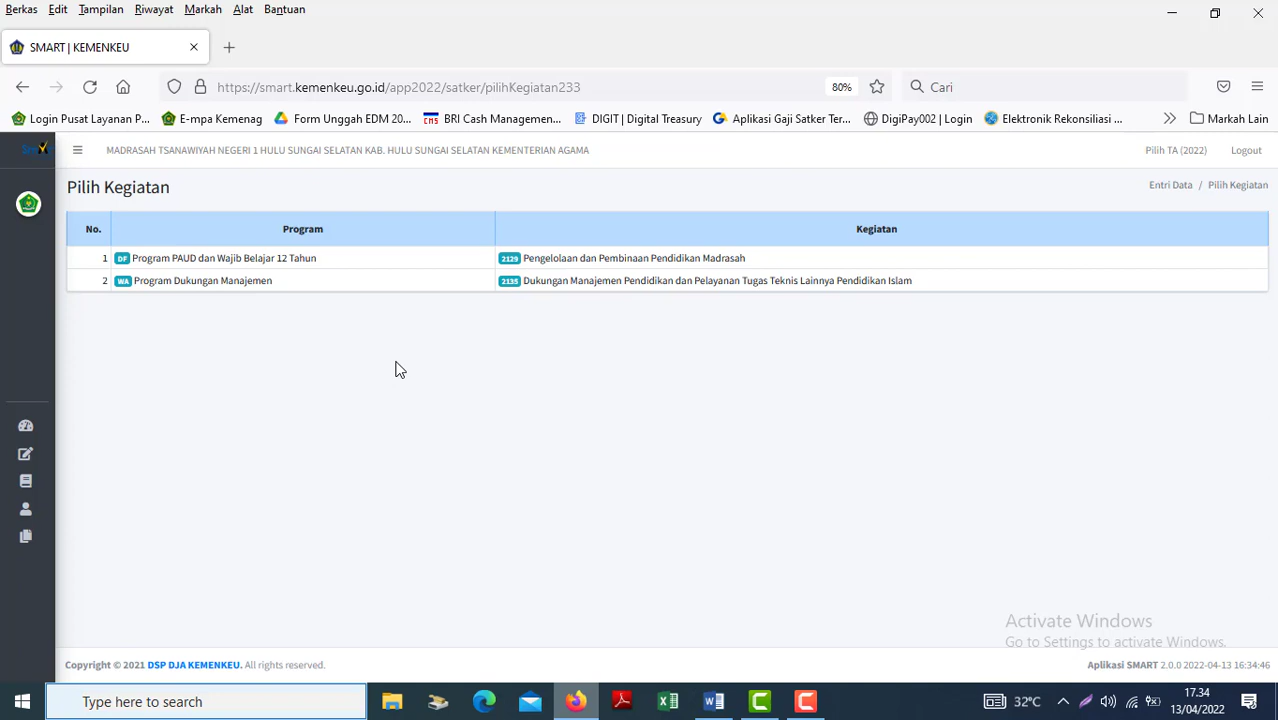 Berkas Edit Tampilan Riwayat Markah Alat Bantuan
SMART | KEMENKEU
https://smart.kemenkeu.go.id/app2022/satker/pilihKegiatan233
80%
Cari
Login Pusat Layanan P... E-mpa Kemenag Form Unggah EDM 20... BRI Cash Managemen... DIGIT | Digital Treasury Aplikasi Gaji Satker Ter... DigiPay002 | Login Elektronik Rekonsiliasi ... Markah Lain
MADRASAH TSANAWIYAH NEGERI 1 HULU SUNGAI SELATAN KAB. HULU SUNGAI SELATAN KEMENTERIAN AGAMA
Pilih TA (2022) Logout
Pilih Kegiatan
Entri Data / Pilih Kegiatan
No. Program Kegiatan
1 DF Program PAUD dan Wajib Belajar 12 Tahun 2129 Pengelolaan dan Pembinaan Pendidikan Madrasah
2 WA Program Dukungan Manajemen 2135 Dukungan Manajemen Pendidikan dan Pelayanan Tugas Teknis Lainnya Pendidikan Islam
Activate Windows
Go to Settings to activate Windows.
Copyright © 2021 DSP DJA KEMENKEU. All rights reserved.
Aplikasi SMART 2.0.0 2022-04-13 16:34:46
Type here to search
32°C
17.34
13/04/2022